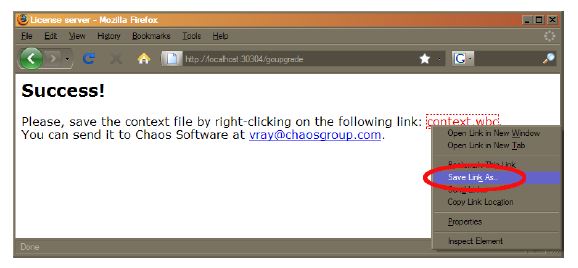 License server - Mozilla Firefox
File Edit View History Bookmarks Tools Help
http://localhost:30304/goupgrade
Success!
Please, save the context file by right-clicking on the following link: context.wbc
You can send it to Chaos Software at vray@chaosgroup.com.
Open Link in New Window
Open Link in New Tab
Bookmark This Link
Save Link As...
Copy Link Location
Properties
Inspect Element
Done